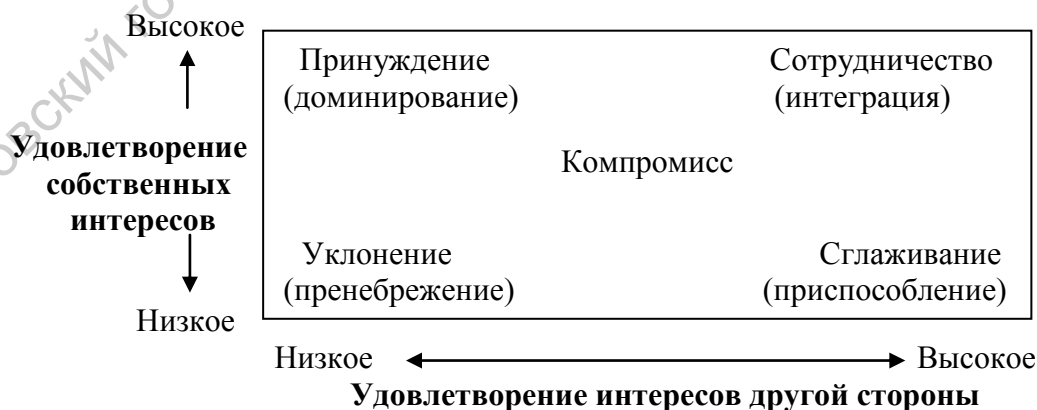 Высокое
Принуждение Сотрудничество
(доминирование) (интеграция)
Удовлетворение
собственных
интересов
Компромисс
Уклонение Сглаживание
(пренебрежение) (приспособление)
Низкое
Низкое Высокое
Удовлетворение интересов другой стороны